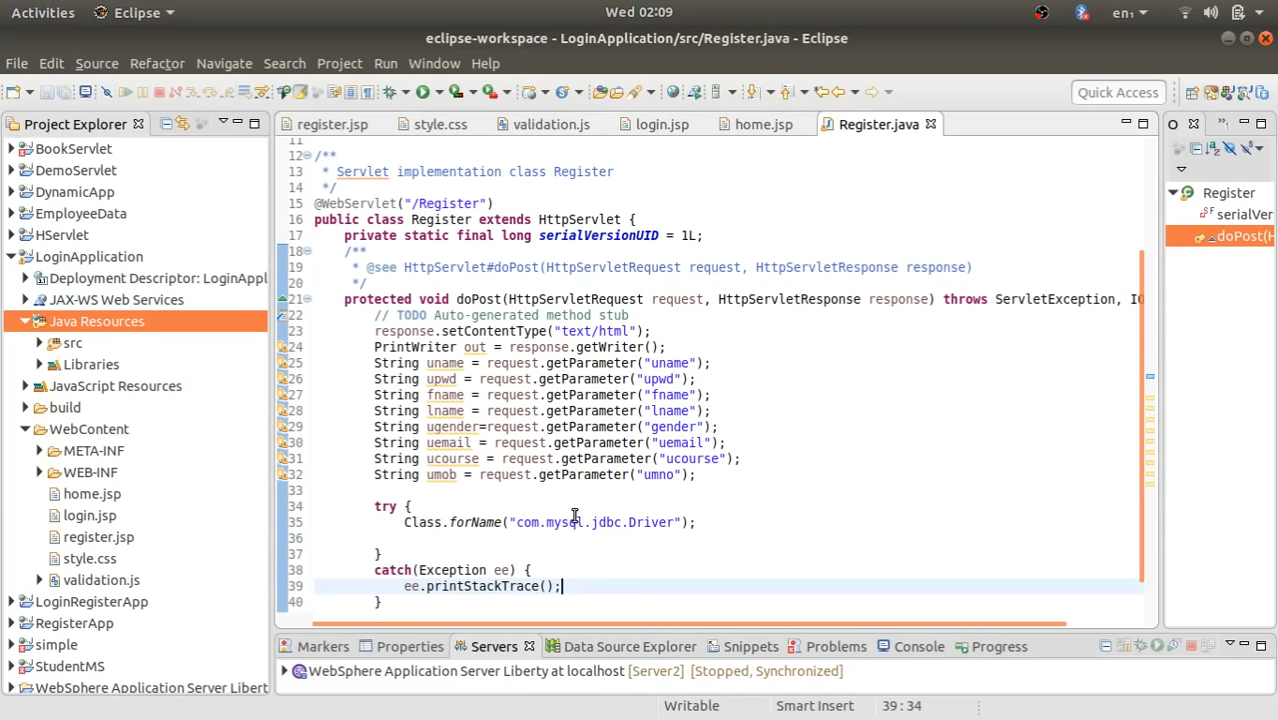 Activities Eclipse Wed 02:09 en₁
eclipse-workspace - LoginApplication/src/Register.java - Eclipse
File Edit Source Refactor Navigate Search Project Run Window Help
Quick Access
Project Explorer
BookServlet
DemoServlet
DynamicApp
EmployeeData
HServlet
LoginApplication
Deployment Descriptor: LoginAppl
JAX-WS Web Services
Java Resources
src
Libraries
JavaScript Resources
build
WebContent
META-INF
WEB-INF
home.jsp
login.jsp
register.jsp
style.css
validation.js
LoginRegisterApp
RegisterApp
simple
StudentMS
WebSphere Application Server Libert
register.jsp style.css validation.js login.jsp home.jsp Register.java
11
12 /**
13 * Servlet implementation class Register
14 */
15 @WebServlet("/Register")
16 public class Register extends HttpServlet {
17 private static final long serialVersionUID = 1L;
18 /**
19 * @see HttpServlet#doPost(HttpServletRequest request, HttpServletResponse response)
20 */
21 protected void doPost(HttpServletRequest request, HttpServletResponse response) throws ServletException, IO
22 // TODO Auto-generated method stub
23 response.setContentType("text/html");
24 PrintWriter out = response.getWriter();
25 String uname = request.getParameter("uname");
26 String upwd = request.getParameter("upwd");
27 String fname = request.getParameter("fname");
28 String lname = request.getParameter("lname");
29 String ugender=request.getParameter("gender");
30 String uemail = request.getParameter("uemail");
31 String ucourse = request.getParameter("ucourse");
32 String umob = request.getParameter("umno");
33
34 try {
35 Class.forName("com.mysql.jdbc.Driver");
36
37 }
38 catch(Exception ee) {
39 ee.printStackTrace();
40 }
O
Register
serialVer
doPost(H
Markers Properties Servers Data Source Explorer Snippets Problems Console Progress
WebSphere Application Server Liberty at localhost [Server2] [Stopped, Synchronized]
Writable Smart Insert 39 : 34